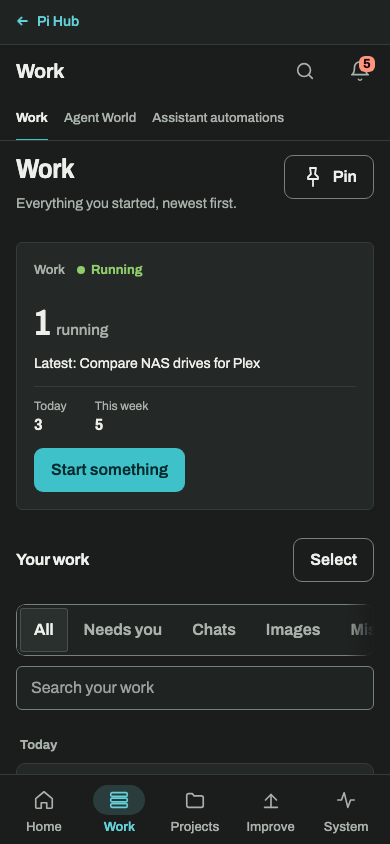 Pi Hub
Work
5
Work Agent World Assistant automations
Work
Pin
Everything you started, newest first.
Work Running
1 running
Latest: Compare NAS drives for Plex
Today This week
3 5
Start something
Your work
Select
All Needs you Chats Images Mis
Search your work
Today
Home Work Projects Improve System